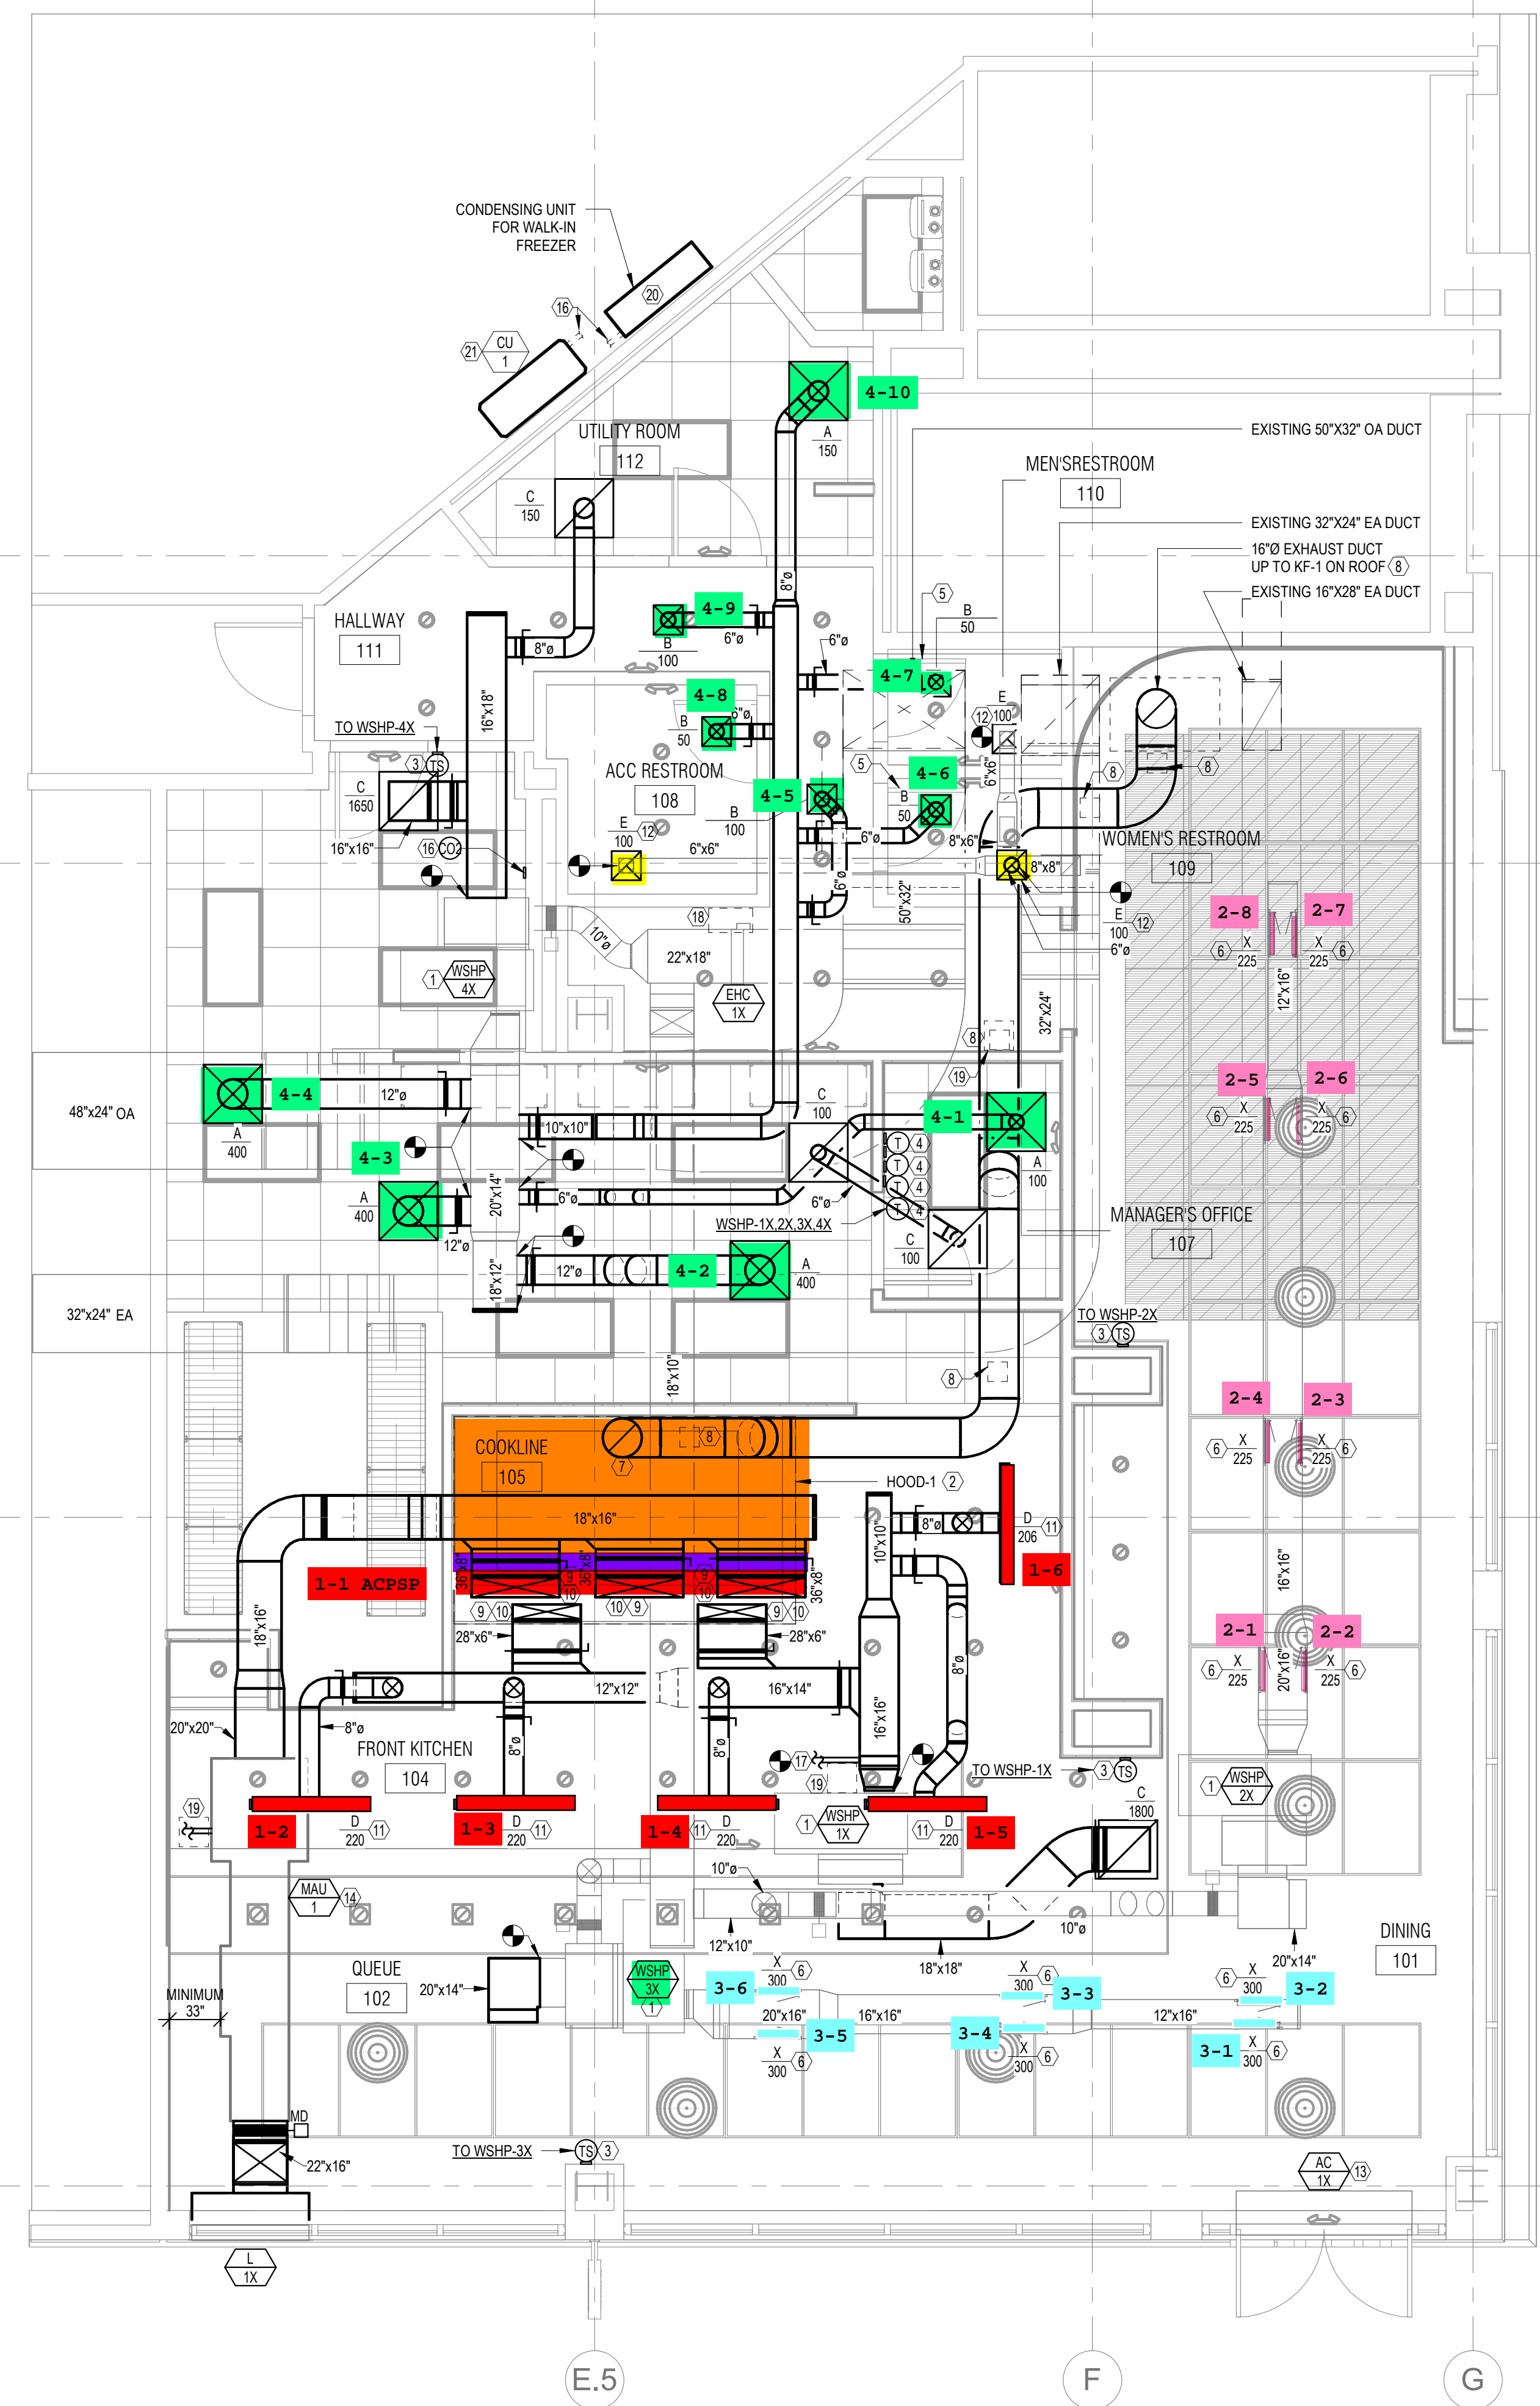 CONDENSING UNIT
FOR WALK-IN
FREEZER
20
16
21
CU
1
4-10
A
150
UTILITY ROOM
112
C
150
MEN'SRESTROOM
110
EXISTING 50"X32" OA DUCT
EXISTING 32"X24" EA DUCT
16"Ø EXHAUST DUCT
UP TO KF-1 ON ROOF 8
EXISTING 16"X28" EA DUCT
8"ø
HALLWAY
111
8"ø
16"x18"
4-9
6"ø
B
100
6"ø
5
B
50
4-7
4-8
6"ø
B
50
E
100
12
6"x6"
TO WSHP-4X
3
TS
C
1650
16"x16"
16
CO2
ACC RESTROOM
108
E
100
12
6"x6"
4-5
B
100
5
4-6
B
50
6"ø
6"ø
8"x6"
8"x8"
8
8
WOMEN'S RESTROOM
109
E
100
12
6"ø
50"x32"
18
10"ø
22"x18"
1
WSHP
4X
EHC
1X
32"x24"
8
19
2-8
2-7
6
X
225
X
225
6
12"x16"
48"x24" OA
4-4
12"ø
A
400
10"x10"
C
100
4-1
T
4
T
4
T
4
T
4
A
100
2-5
2-6
6
X
225
X
225
6
4-3
A
400
12"ø
20"x14"
6"ø
6"ø
WSHP-1X,2X,3X,4X
C
100
MANAGER'S OFFICE
107
18"x12"
12"ø
4-2
A
400
32"x24" EA
TO WSHP-2X
3
TS
18"x10"
8
2-4
2-3
6
X
225
X
225
6
COOKLINE
105
7
8
HOOD-1 2
18"x16"
8"ø
D
206
11
10"x10"
1-6
16"x16"
1-1 ACPSP
36"x8"
36"x8"
36"x8"
9
10
10
9
9
10
9
10
28"x6"
9
10
28"x6"
18"x16"
8"ø
2-1
2-2
6
X
225
X
225
6
20"x16"
12"x12"
16"x14"
16"x16"
20"x20"
8"ø
8"ø
8"ø
FRONT KITCHEN
104
17
19
TO WSHP-1X
3
TS
1
WSHP
2X
19
1-2
D
220
11
1-3
D
220
11
1-4
11
D
220
1
WSHP
1X
11
D
220
1-5
C
1800
MAU
1
14
10"ø
12"x10"
18"x18"
10"ø
20"x14"
DINING
101
QUEUE
102
20"x14"
WSHP
3X
1
MINIMUM
33"
3-6
X
300
6
3-3
X
300
6
3-2
6
X
300
20"x16"
16"x16"
12"x16"
3-5
X
300
6
3-4
X
300
6
3-1
X
300
6
MD
22"x16"
TO WSHP-3X
TS
3
AC
1X
13
L
1X
E.5
F
G